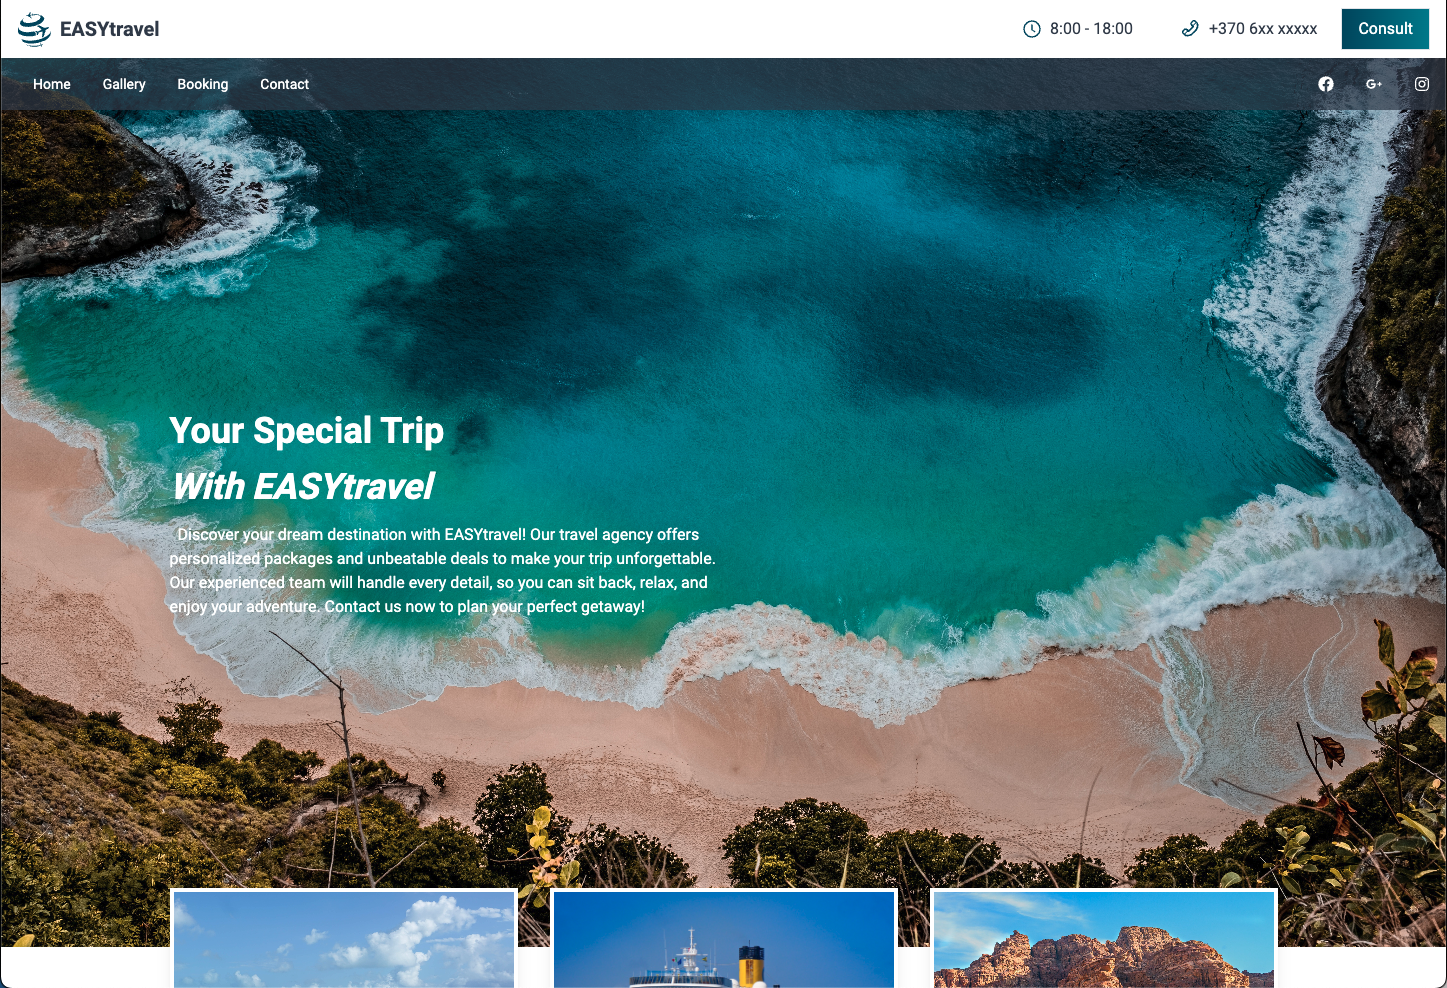 EASYtravel
8:00 - 18:00
+370 6xx xxxxx
Consult
Home
Gallery
Booking
Contact
G+
Your Special Trip
With EASYtravel
Discover your dream destination with EASYtravel! Our travel agency offers
personalized packages and unbeatable deals to make your trip unforgettable.
Our experienced team will handle every detail, so you can sit back, relax, and
enjoy your adventure. Contact us now to plan your perfect getaway!